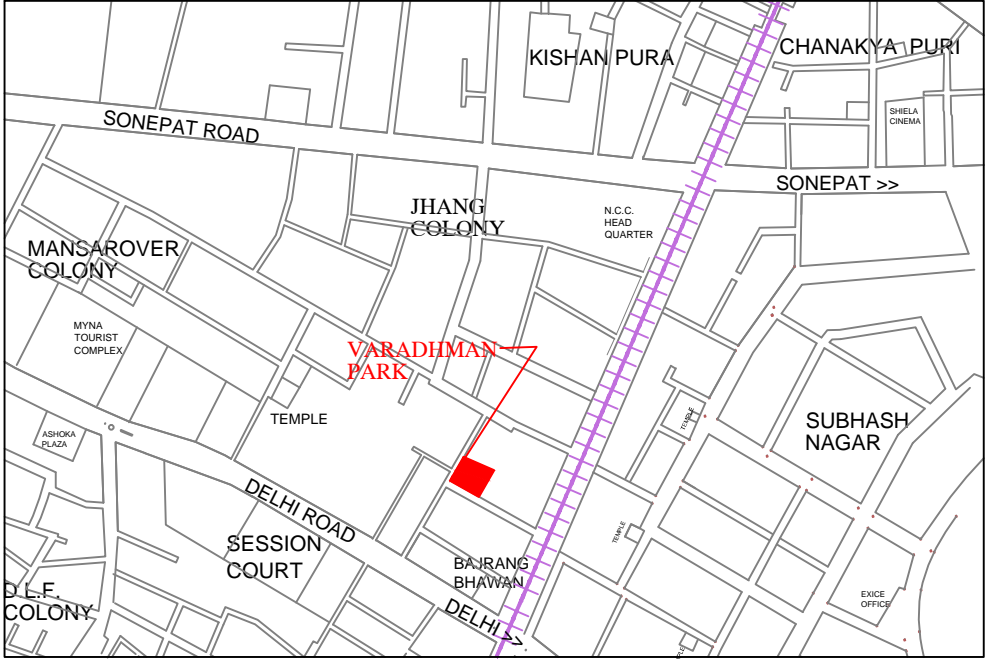 KISHAN PURA
CHANAKYA PURI
SHIELA
CINEMA
SONEPAT ROAD
SONEPAT >>
JHANG
COLONY
N.C.C.
HEAD
QUARTER
MANSAROVER
COLONY
MYNA
TOURIST
COMPLEX
VARADHMAN
PARK
TEMPLE
TEMPLE
SUBHASH
NAGAR
ASHOKA
PLAZA
DELHI ROAD
SESSION
COURT
TEMPLE
BAJRANG
BHAWAN
D L.F.
COLONY
DELHI >>
EXICE
OFFICE